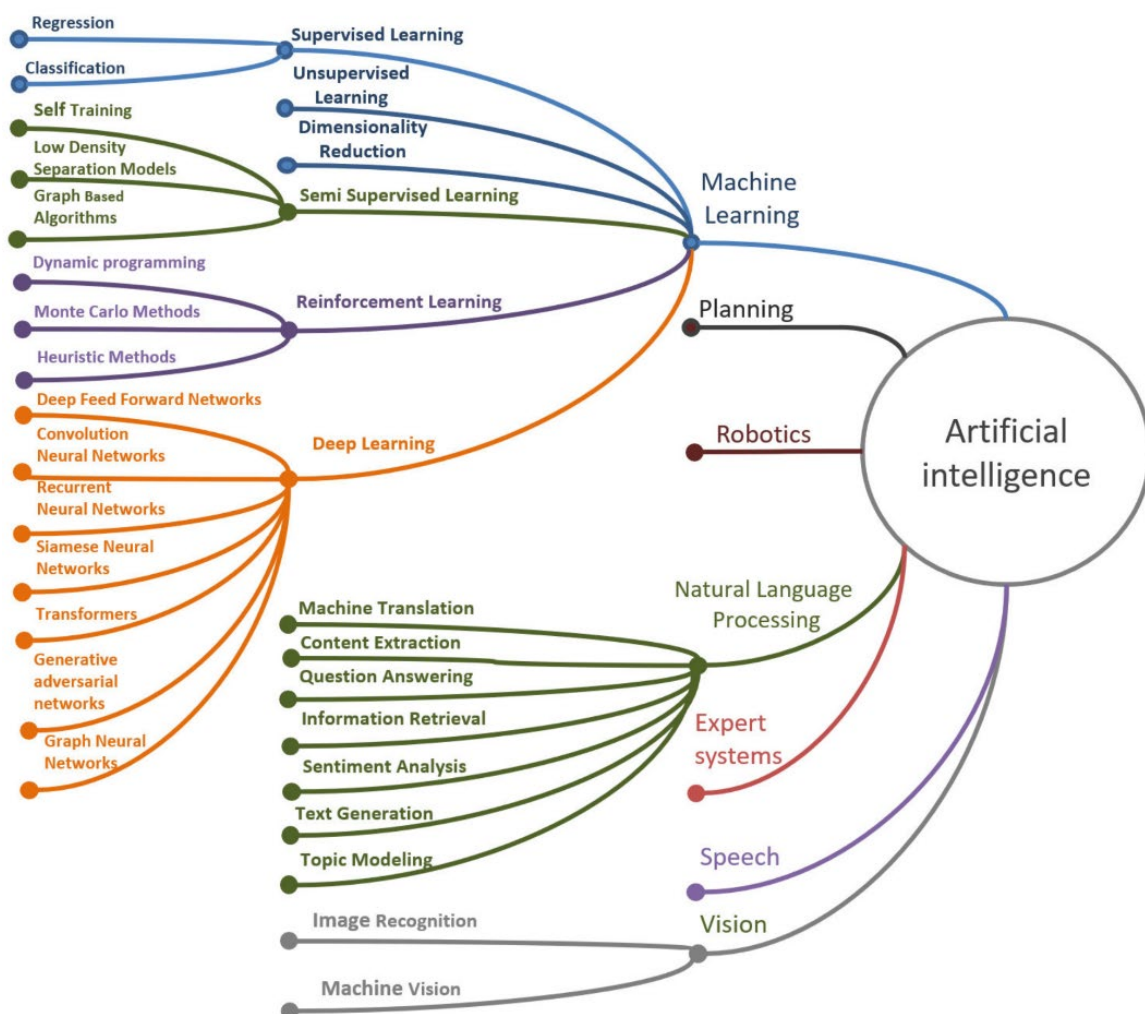 Regression
Classification
Self Training
Low Density
Separation Models
Graph Based
Algorithms
Dynamic programming
Monte Carlo Methods
Heuristic Methods
Deep Feed Forward Networks
Convolution
Neural Networks
Recurrent
Neural Networks
Siamese Neural
Networks
Transformers
Generative
adversarial
networks
Graph Neural
Networks
Supervised Learning
Unsupervised
Learning
Dimensionality
Reduction
Semi Supervised Learning
Reinforcement Learning
Deep Learning
Machine Translation
Content Extraction
Question Answering
Information Retrieval
Sentiment Analysis
Text Generation
Topic Modeling
Image Recognition
Machine Vision
Machine
Learning
Planning
Robotics
Natural Language
Processing
Expert
systems
Speech
Vision
Artificial
intelligence